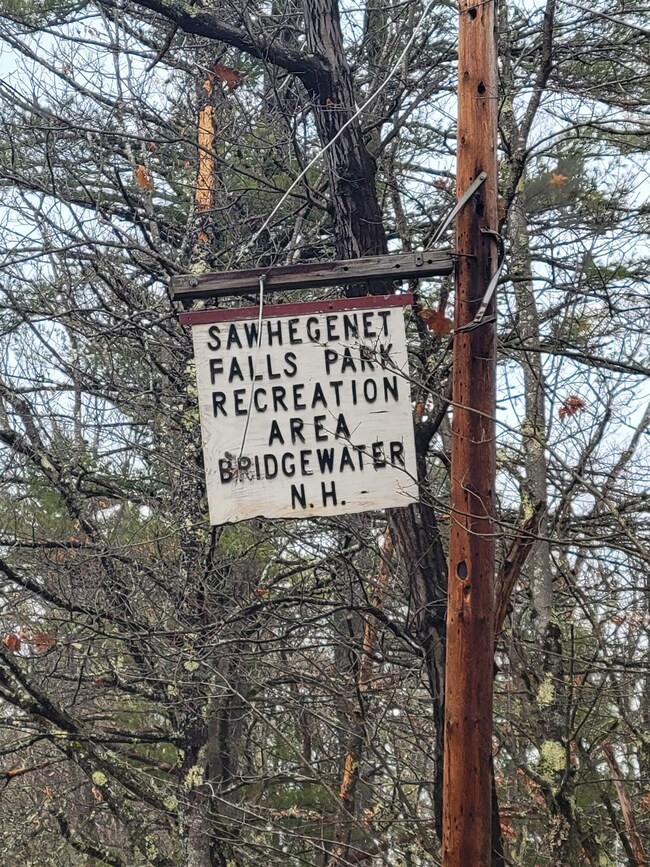 SAWHEGENET
FALLS PARK
RECREATION
AREA
BRIDGEWATER
N.H.